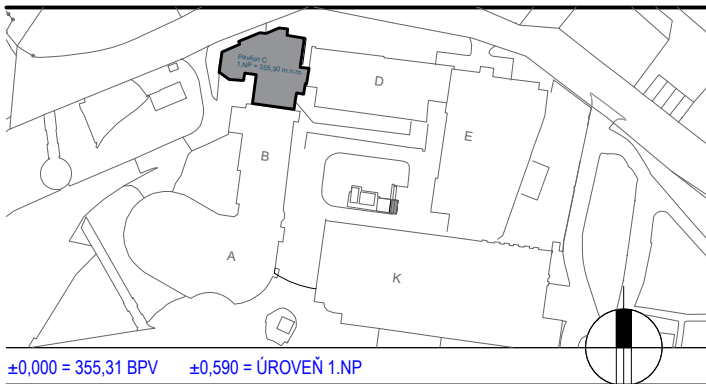 Pavilon C
1.NP = 355,90 m.n.m
D
E
B
A
K
±0,000 = 355,31 BPV ±0,590 = ÚROVEŇ 1.NP